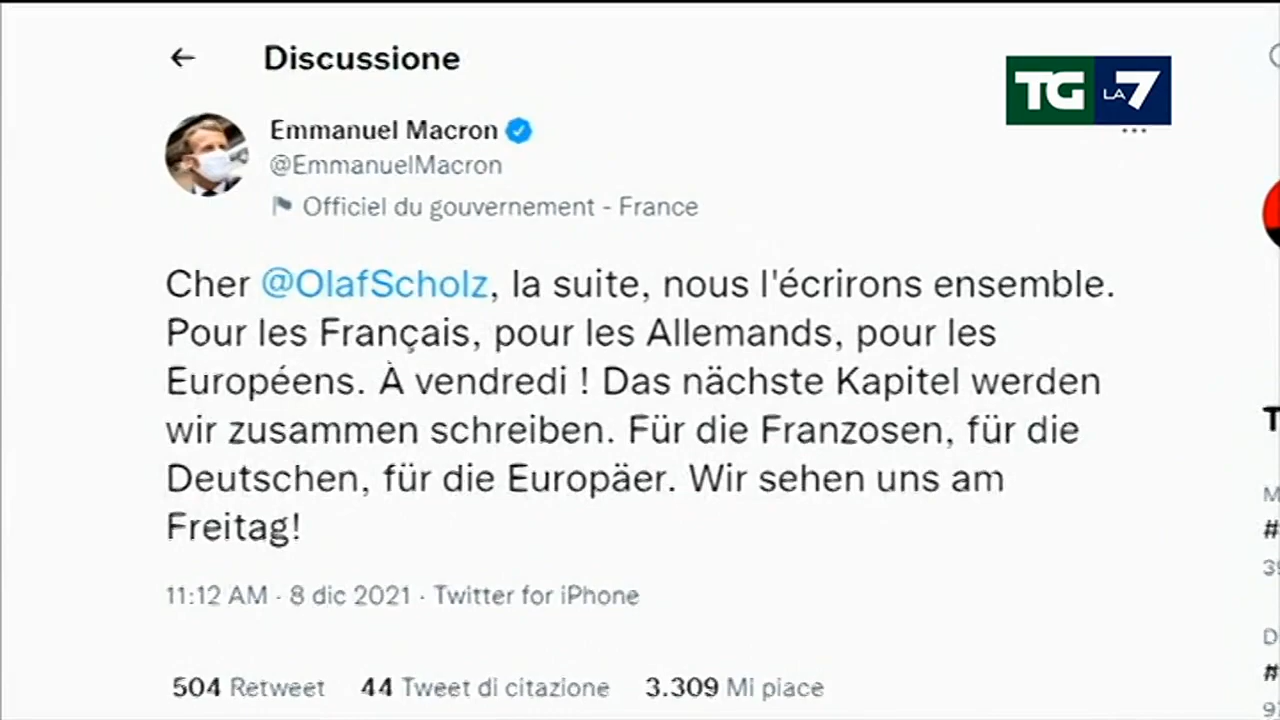 Discussione
TG LA7
Emmanuel Macron
@EmmanuelMacron
Officiel du gouvernement - France
Cher @OlafScholz, la suite, nous l'écrirons ensemble.
Pour les Français, pour les Allemands, pour les
Européens. À vendredi ! Das nächste Kapitel werden
wir zusammen schreiben. Für die Franzosen, für die
Deutschen, für die Europäer. Wir sehen uns am
Freitag!
11:12 AM · 8 dic 2021 · Twitter for iPhone
504 Retweet 44 Tweet di citazione 3.309 Mi piace